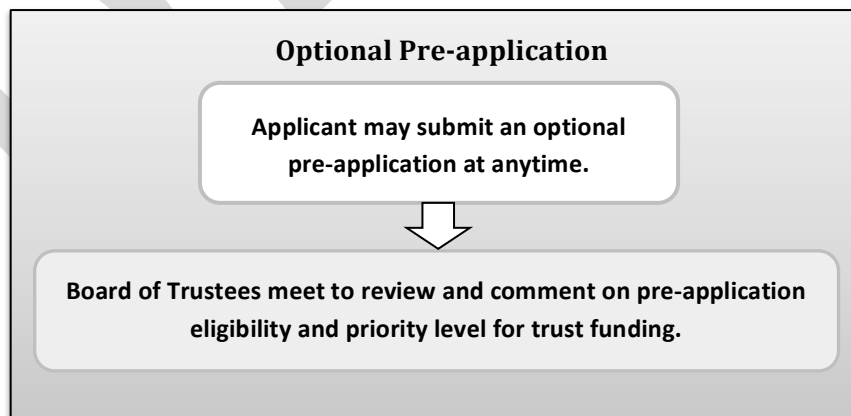 Optional Pre-application
Applicant may submit an optional
pre-application at anytime.
Board of Trustees meet to review and comment on pre-application
eligibility and priority level for trust funding.